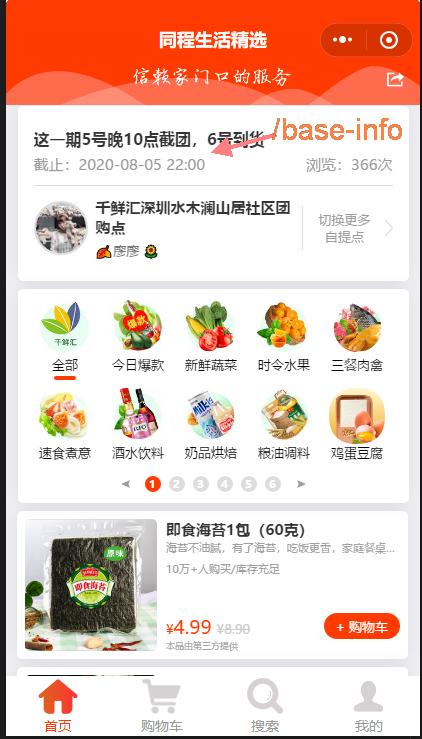 同程生活精选
信赖家门口的服务
这一期5号晚10点截团，6号到货
/base-info
截止：2020-08-05 22:00
浏览：366次
千鲜汇深圳水木澜山居社区团购点
廖廖
切换更多
自提点
千鲜汇
爆款
全部
今日爆款
新鲜蔬菜
时令水果
三餐肉盒
速食煮意
酒水饮料
奶品烘焙
粮油调料
鸡蛋豆腐
1 2 3 4 5 6
原味
即食海苔
即食海苔1包（60克）
海苔不油腻，有了海苔，吃饭更香，家庭餐桌...
10万+人购买/库存充足
¥4.99 ¥8.90
+ 购物车
本品由第三方提供
首页
购物车
搜索
我的